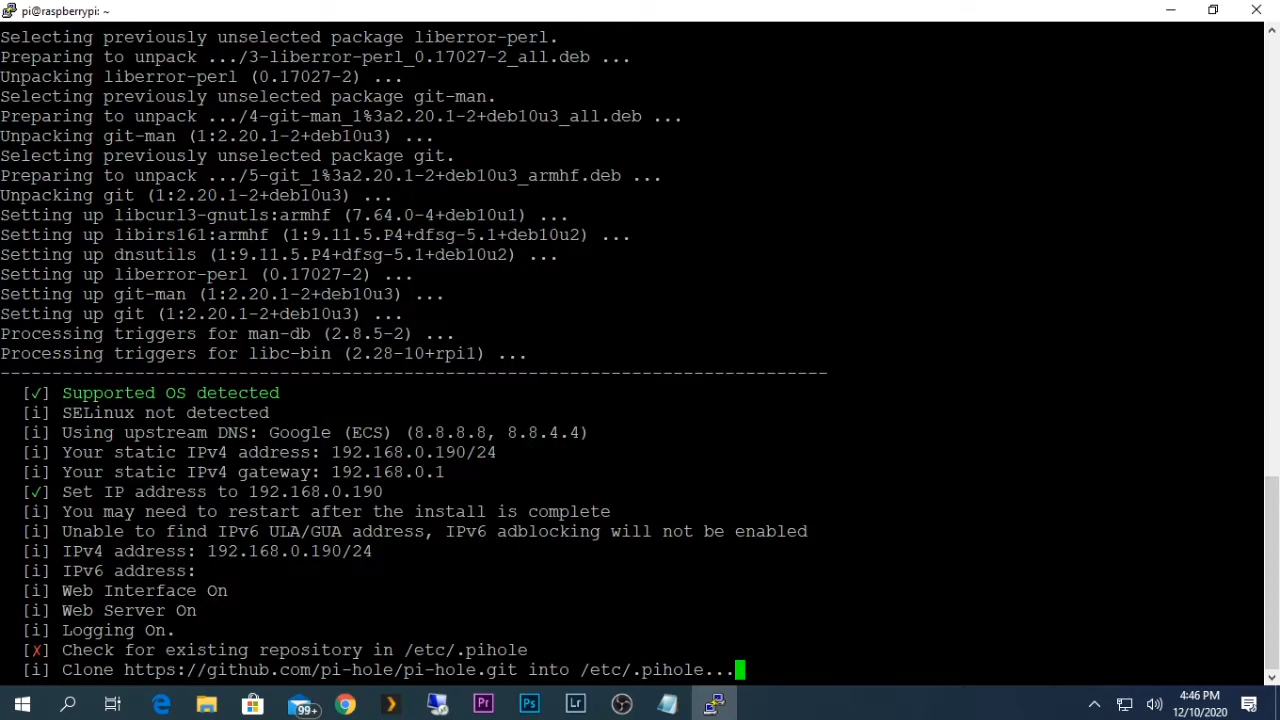 pi@raspberrypi: ~
Selecting previously unselected package liberror-perl.
Preparing to unpack .../3-liberror-perl_0.17027-2_all.deb ...
Unpacking liberror-perl (0.17027-2) ...
Selecting previously unselected package git-man.
Preparing to unpack .../4-git-man_1%3a2.20.1-2+deb10u3_all.deb ...
Unpacking git-man (1:2.20.1-2+deb10u3) ...
Selecting previously unselected package git.
Preparing to unpack .../5-git_1%3a2.20.1-2+deb10u3_armhf.deb ...
Unpacking git (1:2.20.1-2+deb10u3) ...
Setting up libcurl3-gnutls:armhf (7.64.0-4+deb10u1) ...
Setting up libirs161:armhf (1:9.11.5.P4+dfsg-5.1+deb10u2) ...
Setting up dnsutils (1:9.11.5.P4+dfsg-5.1+deb10u2) ...
Setting up liberror-perl (0.17027-2) ...
Setting up git-man (1:2.20.1-2+deb10u3) ...
Setting up git (1:2.20.1-2+deb10u3) ...
Processing triggers for man-db (2.8.5-2) ...
Processing triggers for libc-bin (2.28-10+rpi1) ...
--------------------------------------------------------------------------------
[✓] Supported OS detected
[i] SELinux not detected
[i] Using upstream DNS: Google (ECS) (8.8.8.8, 8.8.4.4)
[i] Your static IPv4 address: 192.168.0.190/24
[i] Your static IPv4 gateway: 192.168.0.1
[✓] Set IP address to 192.168.0.190
[i] You may need to restart after the install is complete
[i] Unable to find IPv6 ULA/GUA address, IPv6 adblocking will not be enabled
[i] IPv4 address: 192.168.0.190/24
[i] IPv6 address:
[i] Web Interface On
[i] Web Server On
[i] Logging On.
[✗] Check for existing repository in /etc/.pihole
[i] Clone https://github.com/pi-hole/pi-hole.git into /etc/.pihole...
99+
Pr
Ps
Lr
4:46 PM
12/10/2020